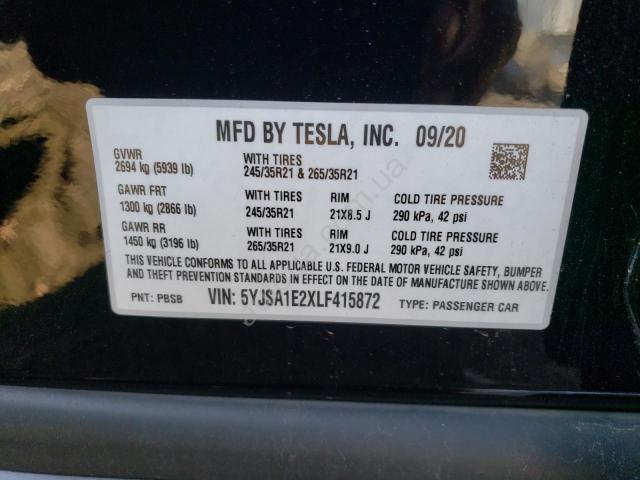 MFD BY TESLA, INC. 09/20
GVWR
2694 kg (5939 lb)
WITH TIRES
245/35R21 & 265/35R21
GAWR FRT
1300 kg (2866 lb)
WITH TIRES
245/35R21
RIM
21X8.5 J
COLD TIRE PRESSURE
290 kPa, 42 psi
GAWR RR
1450 kg (3196 lb)
WITH TIRES
265/35R21
RIM
21X9.0 J
COLD TIRE PRESSURE
290 kPa, 42 psi
THIS VEHICLE CONFORMS TO ALL APPLICABLE U.S. FEDERAL MOTOR VEHICLE SAFETY, BUMPER
AND THEFT PREVENTION STANDARDS IN EFFECT ON THE DATE OF MANUFACTURE SHOWN ABOVE.
PNT: PBSB VIN: 5YJSA1E2XLF415872 TYPE: PASSENGER CAR